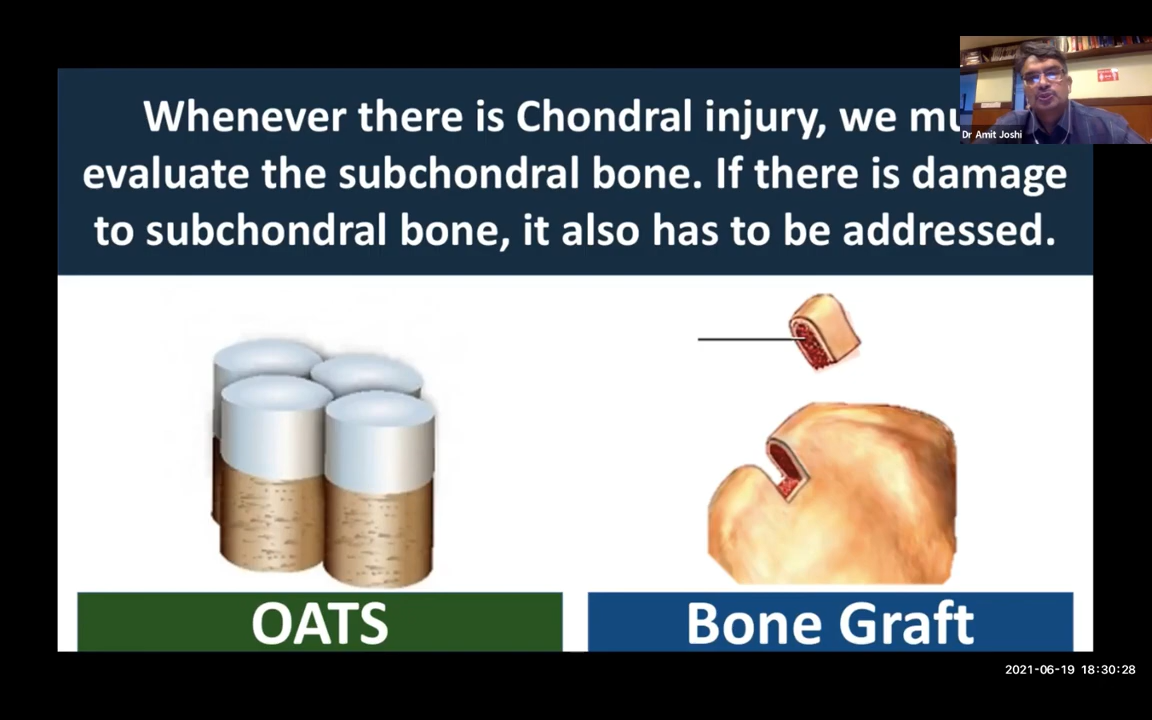 Whenever there is Chondral injury, we mu
evaluate the subchondral bone. If there is damage
to subchondral bone, it also has to be addressed.
Dr Amit Joshi
OATS
Bone Graft
2021-06-19 18:30:28